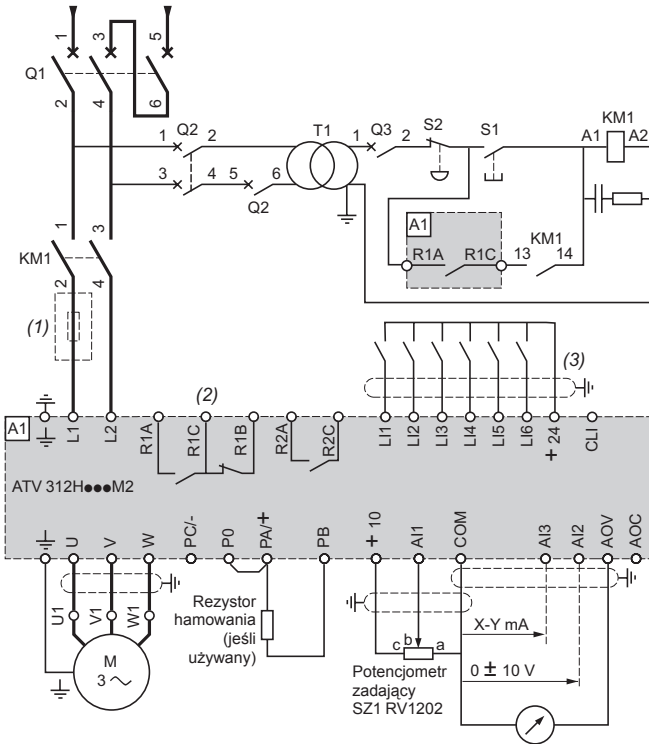 1 3 5
Q1
2 4 6
1 Q2 2 T1 1 Q3 2 S2 S1 KM1 A1 A2
3 4 5 6
Q2
A1
R1A R1C 13 KM1 14
1 3
KM1
2 4
(1)
(2)
(3)
A1
L1 L2 R1A R1C R1B R2A R2C LI1 LI2 LI3 LI4 LI5 LI6 + 24 CLI
ATV 312H●●●M2
U V W PC/- P0 PA/+ PB + 10 AI1 COM AI3 AI2 AOV AOC
U1 V1 W1
M
3 ~
Rezystor
hamowania
(jeśli
używany)
c b a
Potencjometr
zadający
SZ1 RV1202
X-Y mA
0 ± 10 V